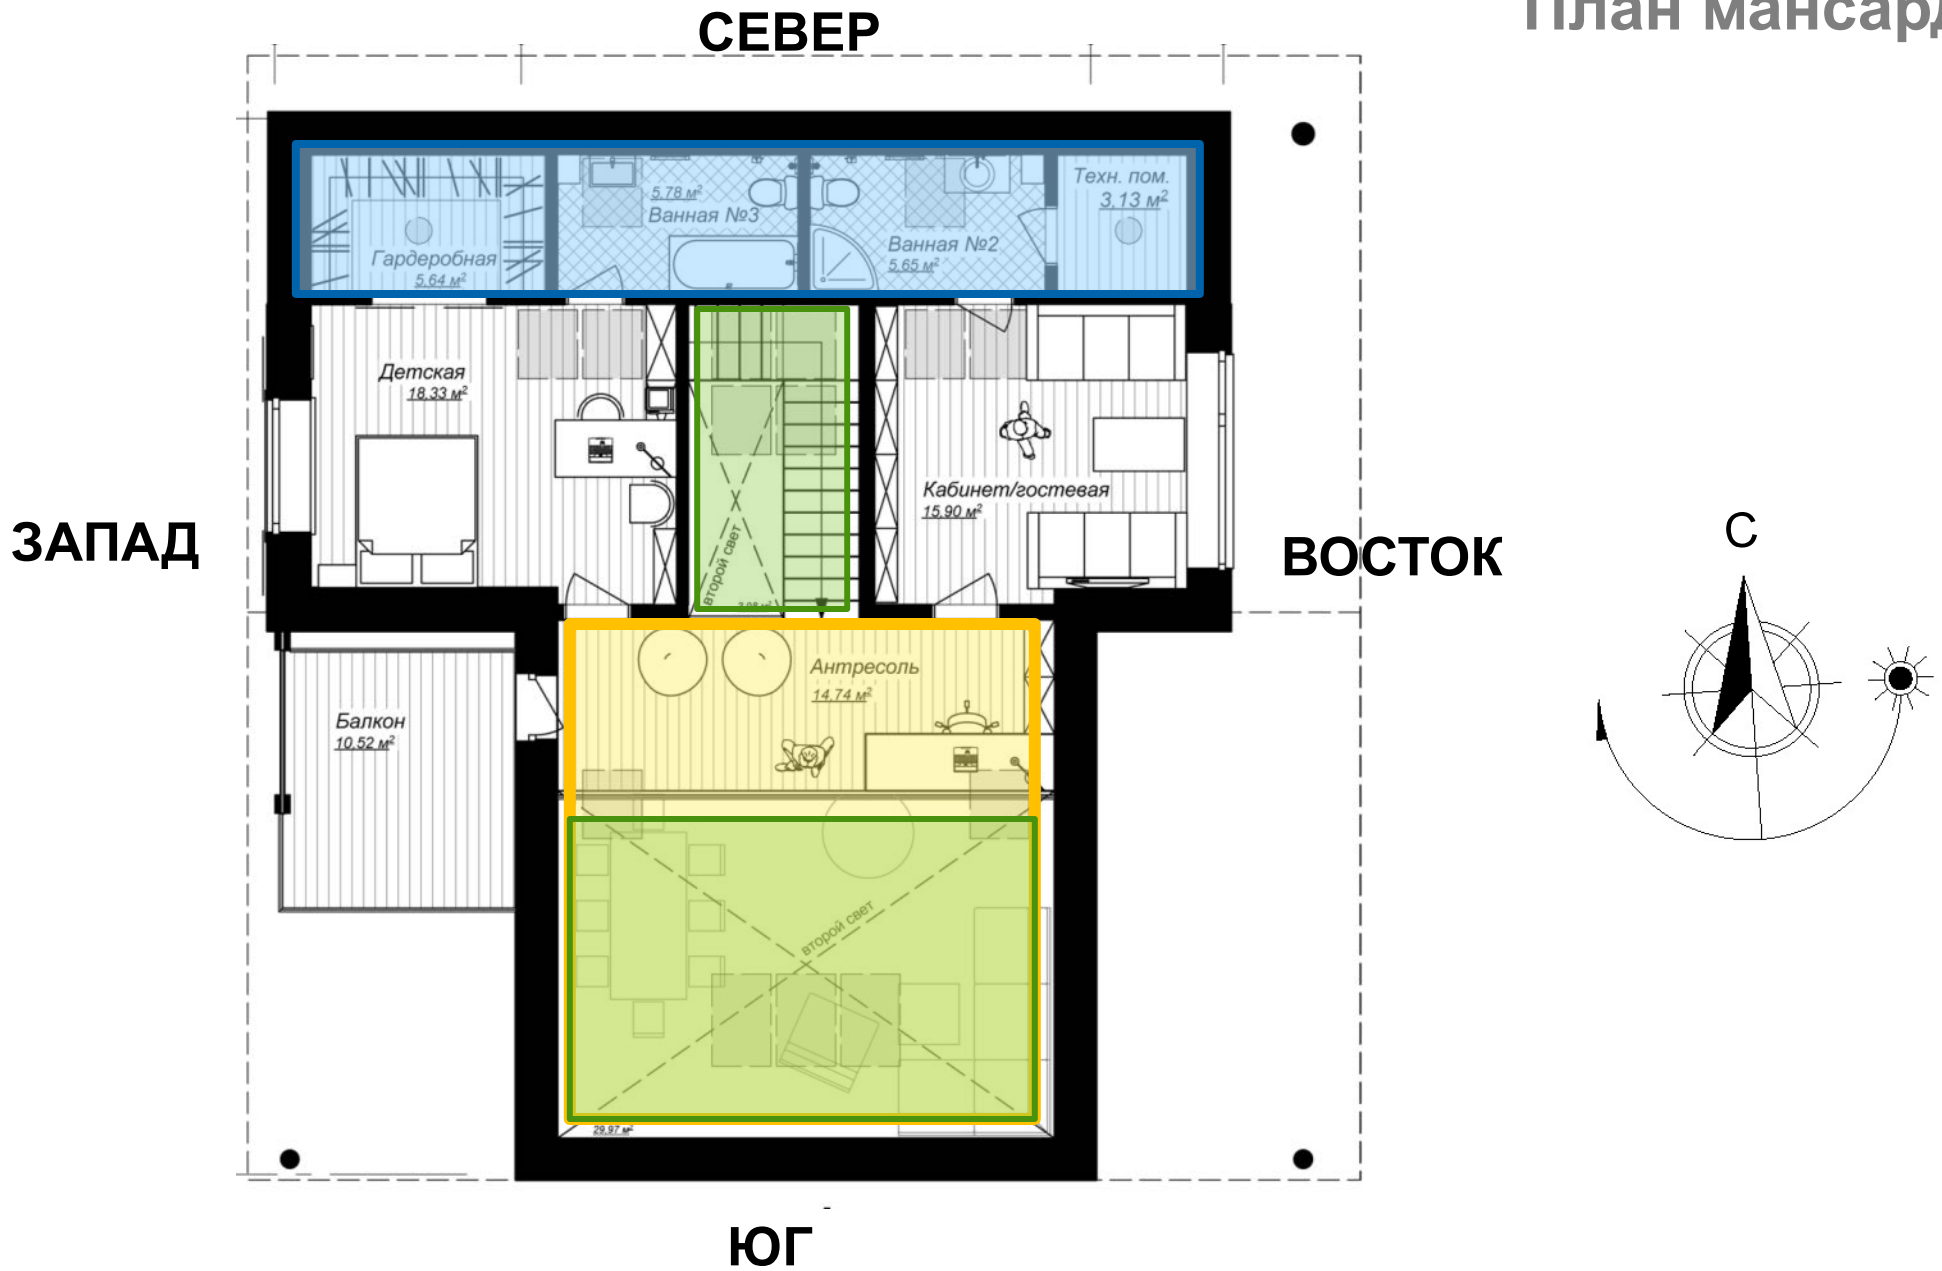 План мансард
СЕВЕР
Техн. пом.
3,13 м²
5,78 м²
Ванная №3
Ванная №2
5,65 м²
Гардеробная
5,64 м²
Детская
18,33 м²
Кабинет/гостевая
15,90 м²
ЗАПАД
ВОСТОК
С
второй свет
Антресоль
14,74 м²
Балкон
10,52 м²
второй свет
29,97 м²
ЮГ